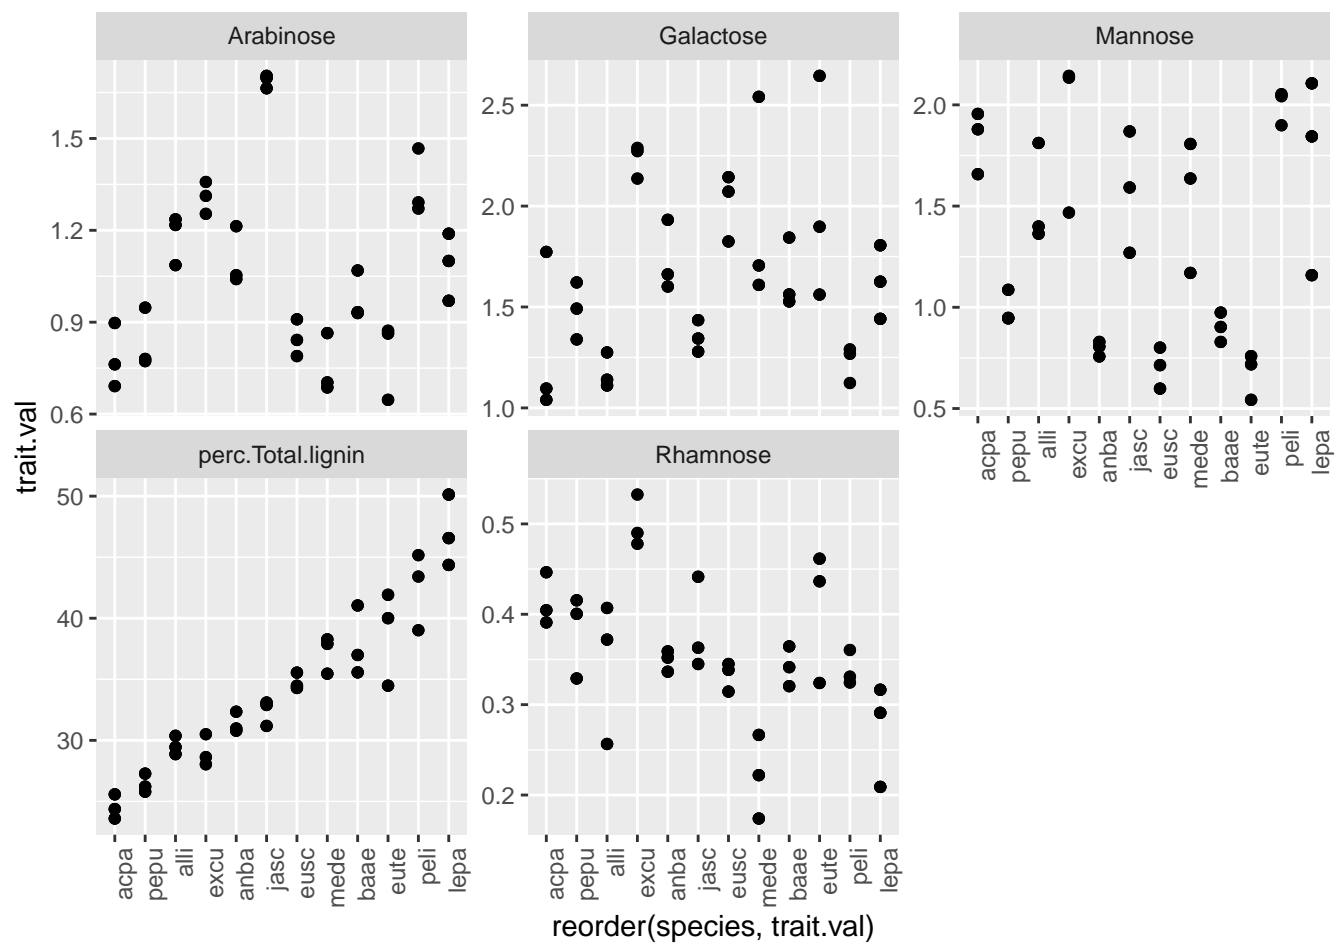 Arabinose
Galactose
Mannose
1.5
1.2
0.9
0.6
2.5
2.0
1.5
1.0
2.0
1.5
1.0
0.5
acpa
pepu
alli
excu
anba
jasc
eusc
mede
baae
eute
peli
lepa
trait.val
perc.Total.lignin
Rhamnose
50
40
30
0.5
0.4
0.3
0.2
acpa
pepu
alli
excu
anba
jasc
eusc
mede
baae
eute
peli
lepa
acpa
pepu
alli
excu
anba
jasc
eusc
mede
baae
eute
peli
lepa
reorder(species, trait.val)